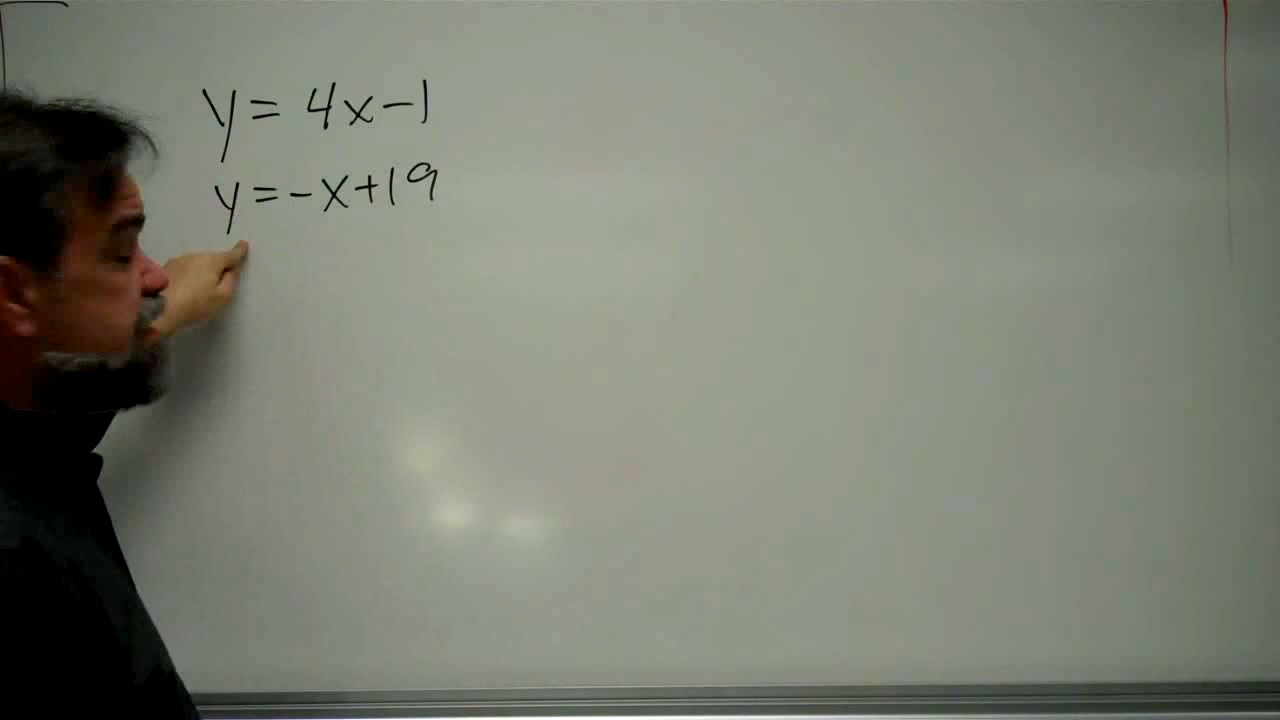 y = 4x - 1
y = -x + 19